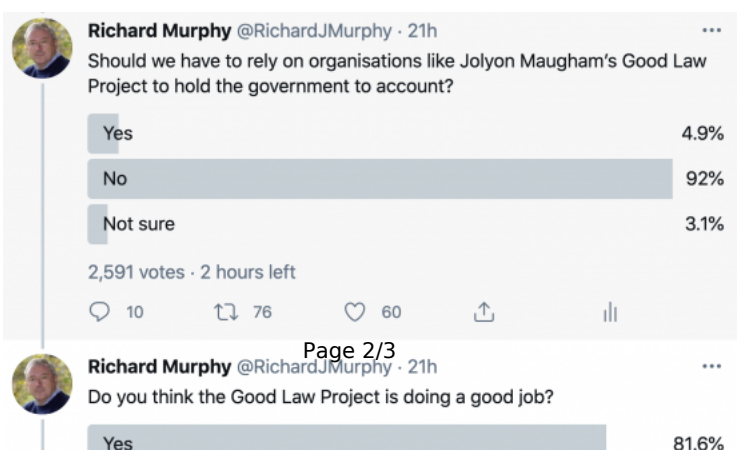 Richard Murphy @RichardJMurphy · 21h
Should we have to rely on organisations like Jolyon Maugham's Good Law
Project to hold the government to account?
Yes 4.9%
No 92%
Not sure 3.1%
2,591 votes · 2 hours left
10 76 60
Page 2/3
Richard Murphy @RichardJMurphy · 21h
Do you think the Good Law Project is doing a good job?
Yes 81.6%